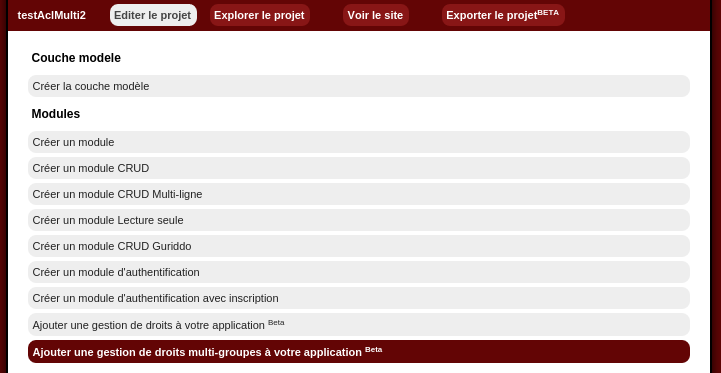 testAclMulti2 Editer le projet Explorer le projet Voir le site Exporter le projetBETA
Couche modele
Créer la couche modèle
Modules
Créer un module
Créer un module CRUD
Créer un module CRUD Multi-ligne
Créer un module Lecture seule
Créer un module CRUD Guriddo
Créer un module d'authentification
Créer un module d'authentification avec inscription
Ajouter une gestion de droits à votre application Beta
Ajouter une gestion de droits multi-groupes à votre application Beta